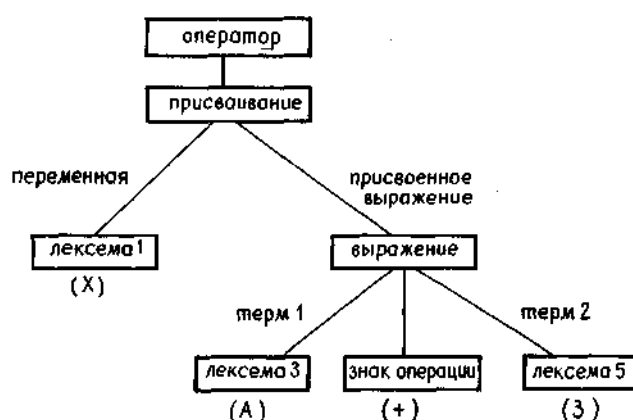 оператор
присваивание
переменная
присвоенное
выражение
лексема 1
(X)
выражение
терм 1
терм 2
лексема 3
знак операции
лексема 5
(А)
(+)
(3)